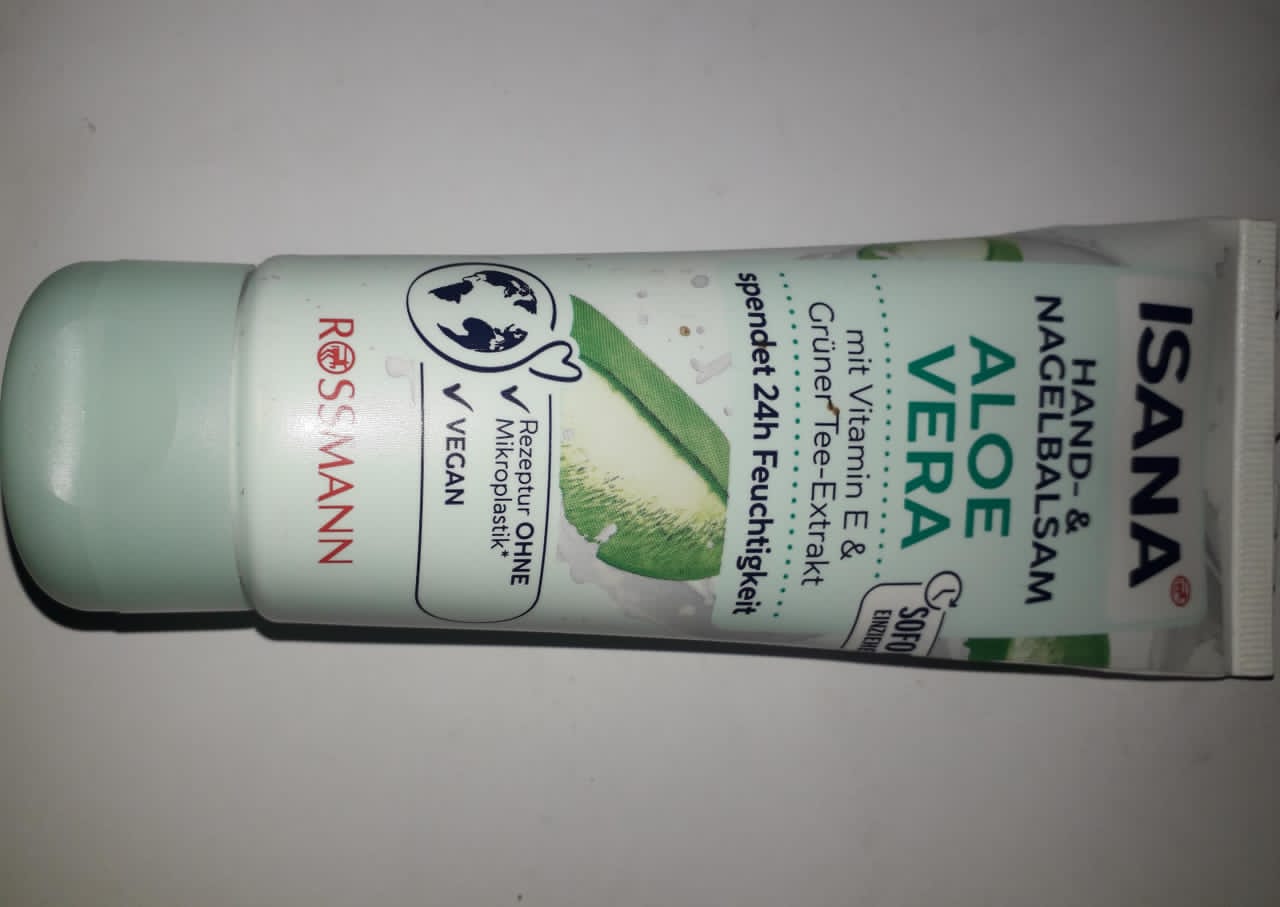 ISANA
HAND- &
NAGELBALSAM
ALOE
VERA
mit Vitamin E &
Grüner Tee-Extrakt
spendet 24h Feuchtigkeit
Rezeptur OHNE
Mikroplastik*
VEGAN
ROSSMANN